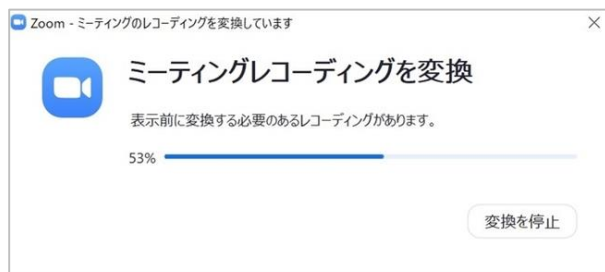 Zoom - ミーティングのレコーディングを変換しています
ミーティングレコーディングを変換
表示前に変換する必要のあるレコーディングがあります。
53%
変換を停止